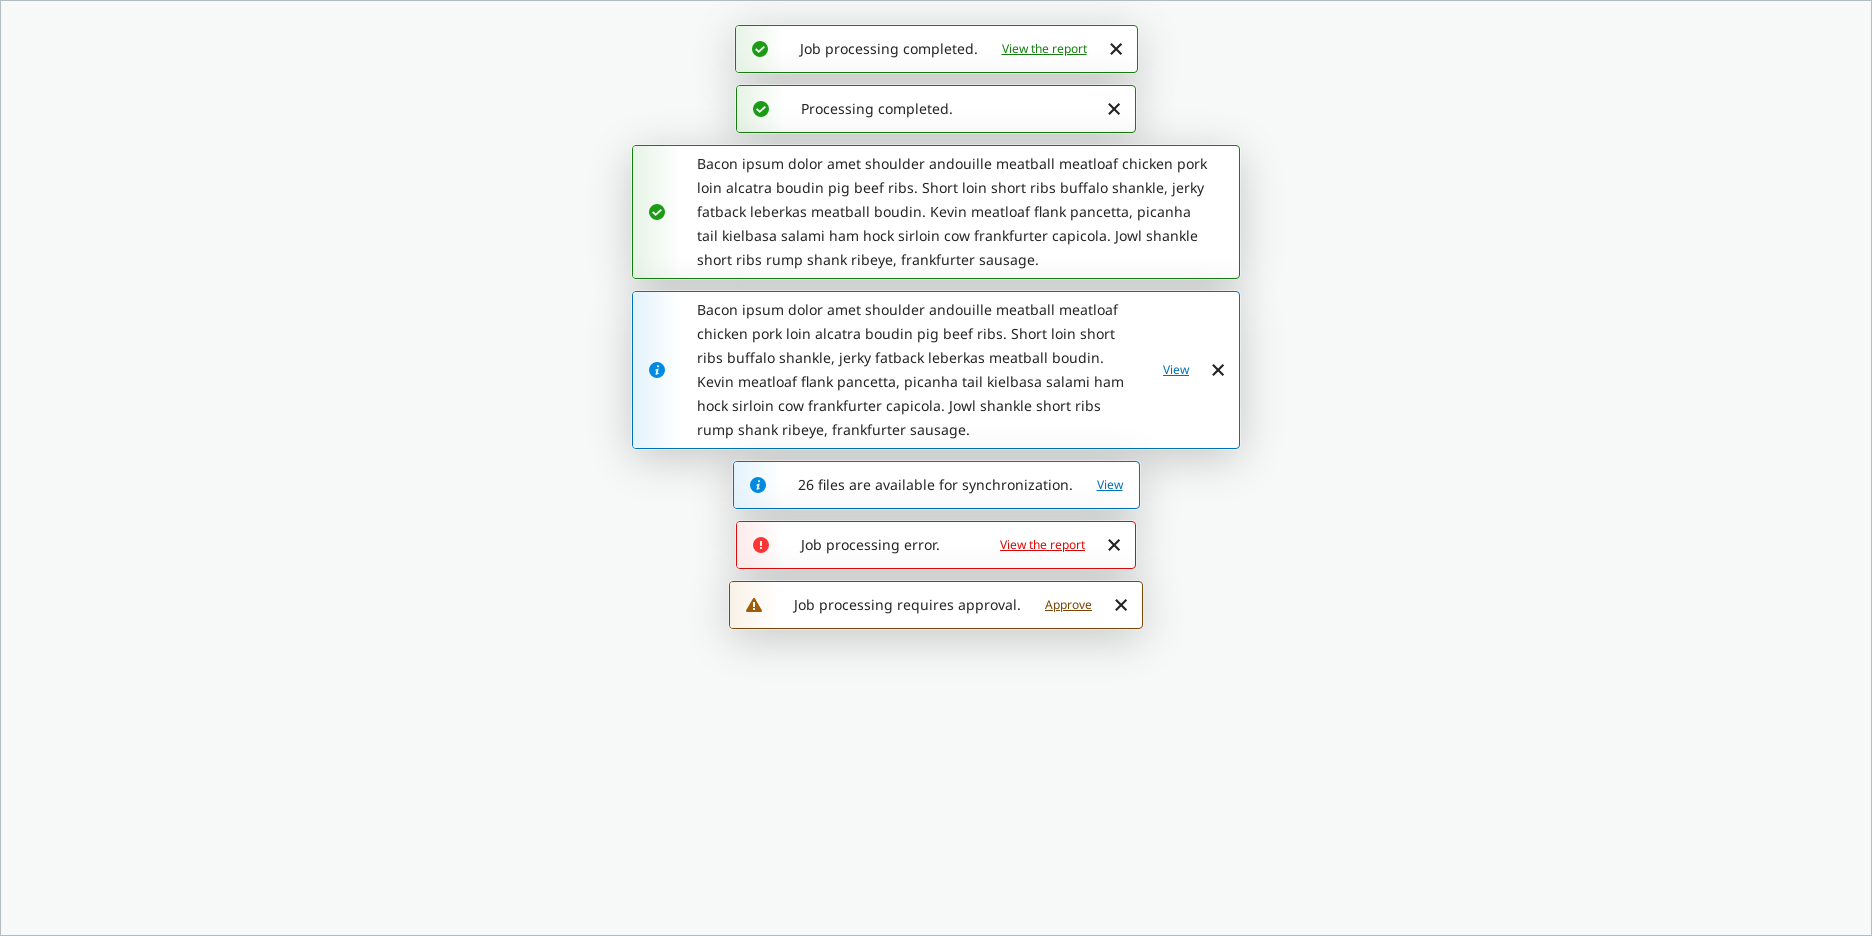 Job processing completed. View the report
Processing completed.
Bacon ipsum dolor amet shoulder andouille meatball meatloaf chicken pork
loin alcatra boudin pig beef ribs. Short loin short ribs buffalo shankle, jerky
fatback leberkas meatball boudin. Kevin meatloaf flank pancetta, picanha
tail kielbasa salami ham hock sirloin cow frankfurter capicola. Jowl shankle
short ribs rump shank ribeye, frankfurter sausage.
Bacon ipsum dolor amet shoulder andouille meatball meatloaf
chicken pork loin alcatra boudin pig beef ribs. Short loin short
ribs buffalo shankle, jerky fatback leberkas meatball boudin.
Kevin meatloaf flank pancetta, picanha tail kielbasa salami ham
hock sirloin cow frankfurter capicola. Jowl shankle short ribs
rump shank ribeye, frankfurter sausage.
View
26 files are available for synchronization. View
Job processing error. View the report
Job processing requires approval. Approve